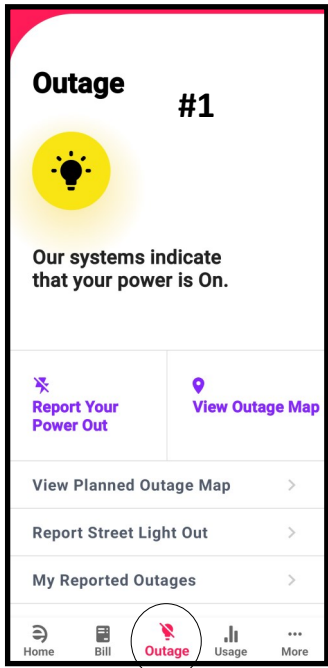 Outage
#1
Our systems indicate
that your power is On.
Report Your
Power Out
View Outage Map
View Planned Outage Map
Report Street Light Out
My Reported Outages
Home Bill Outage Usage More